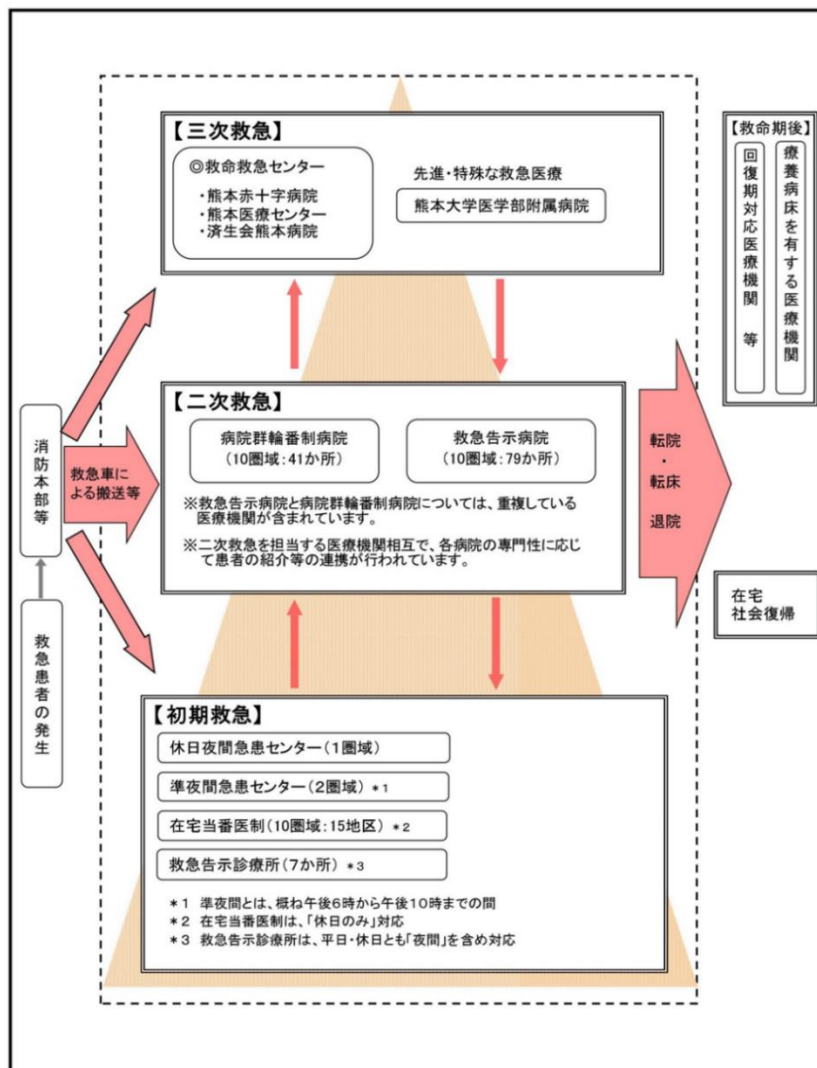 【三次救急】
◎救命救急センター
・熊本赤十字病院
・熊本医療センター
・済生会熊本病院
先進・特殊な救急医療
熊本大学医学部附属病院
【救命期後】
回復期対応医療機関 等
療養病床を有する医療機関
【二次救急】
病院群輪番制病院
(10圏域:41か所)
救急告示病院
(10圏域:79か所)
※救急告示病院と病院群輪番制病院については、重複している
医療機関が含まれています。
※二次救急を担当する医療機関相互で、各病院の専門性に応じ
て患者の紹介等の連携が行われています。
消防本部等
救急車に
よる搬送等
救急患者の発生
転院
・
転床
退院
在宅
社会復帰
【初期救急】
休日夜間急患センター(1圏域)
準夜間急患センター(2圏域) *1
在宅当番医制(10圏域:15地区) *2
救急告示診療所(7か所) *3
*1 準夜間とは、概ね午後6時から午後10時までの間
*2 在宅当番医制は、「休日のみ」対応
*3 救急告示診療所は、平日・休日とも「夜間」を含め対応